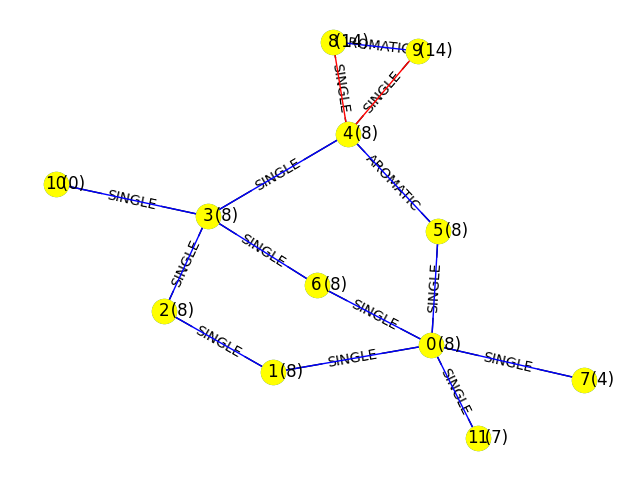 8(14)
AROMATIC
9(14)
SINGLE
SINGLE
4(8)
SINGLE
AROMATIC
10(0)
SINGLE
3(8)
5(8)
SINGLE
SINGLE
SINGLE
6(8)
2(8)
SINGLE
SINGLE
0(8)
SINGLE
SINGLE
1(8)
SINGLE
7(4)
SINGLE
11(7)